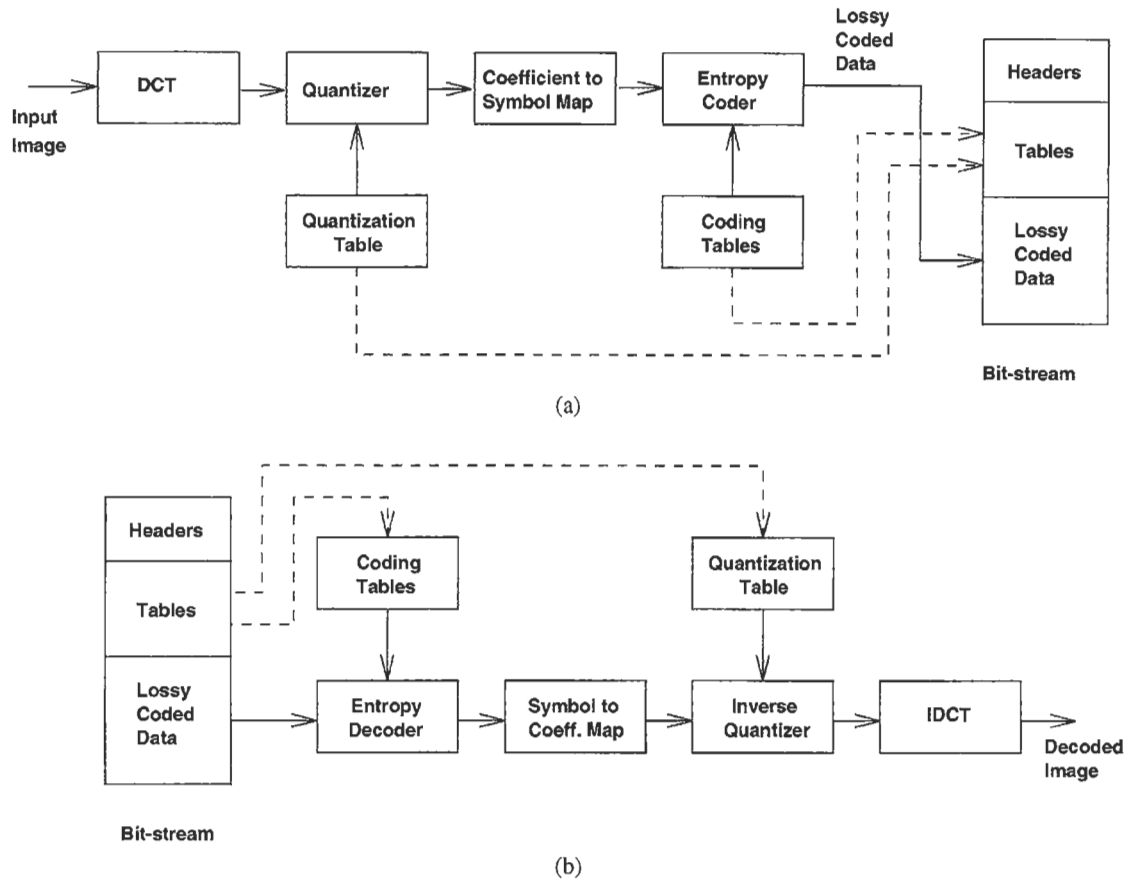 Input
Image
DCT
Quantizer
Coefficient to
Symbol Map
Entropy
Coder
Lossy
Coded
Data
Quantization
Table
Coding
Tables
Headers
Tables
Lossy
Coded
Data
Bit-stream
(a)
Headers
Tables
Lossy
Coded
Data
Bit-stream
Coding
Tables
Quantization
Table
Entropy
Decoder
Symbol to
Coeff. Map
Inverse
Quantizer
IDCT
Decoded
Image
(b)